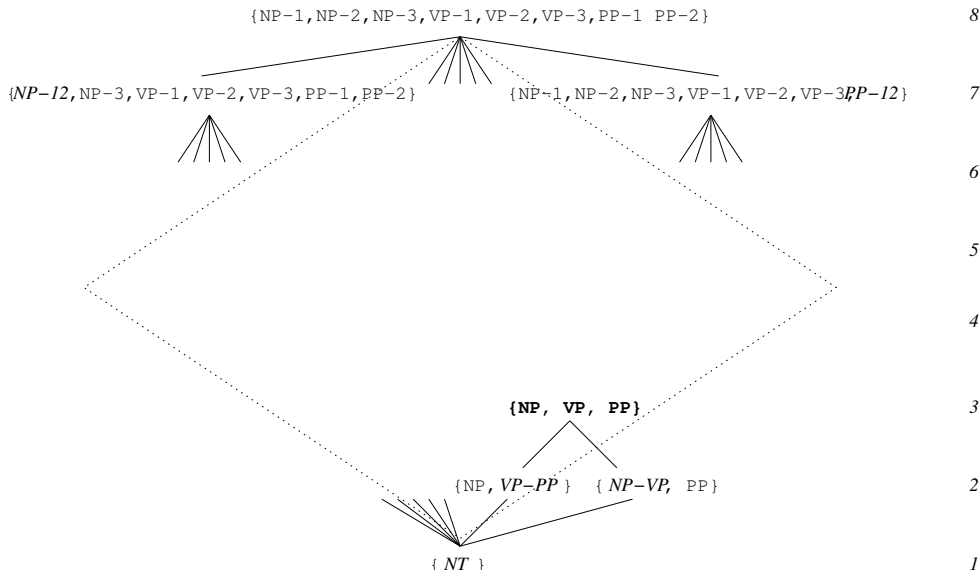 {NP-1,NP-2,NP-3,VP-1,VP-2,VP-3,PP-1 PP-2} 8
{NP-12,NP-3,VP-1,VP-2,VP-3,PP-1,PP-2} {NP-1,NP-2,NP-3,VP-1,VP-2,VP-3,PP-12} 7
6
5
4
{NP, VP, PP} 3
{NP,VP-PP } { NP-VP, PP} 2
{ NT } 1